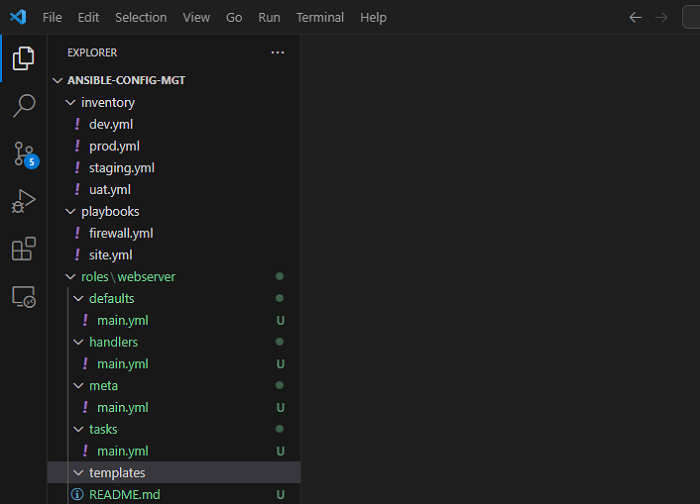 File Edit Selection View Go Run Terminal Help
EXPLORER
ANSIBLE-CONFIG-MGT
inventory
! dev.yml
! prod.yml
! staging.yml
! uat.yml
playbooks
! firewall.yml
! site.yml
roles\webserver
defaults
! main.yml U
handlers
! main.yml U
meta
! main.yml U
tasks
! main.yml U
templates
README.md U
5